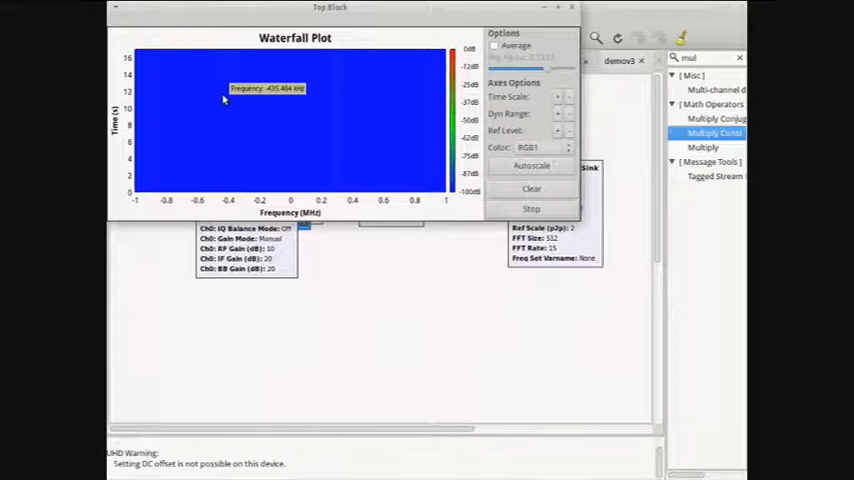 Top Block
Waterfall Plot
Options
Average
Axes Options
Time Scale:
+
-
Dyn Range:
+
-
Ref Level:
+
-
Color:
RGB1
Autoscale
Clear
Stop
Time (s)
16
14
12
10
8
6
4
2
0
Frequency: -435.484 kHz
-1
-0.8
-0.6
-0.4
-0.2
0
0.2
0.4
0.6
0.8
1
Frequency (MHz)
0dB
-12dB
-25dB
-37dB
-50dB
-62dB
-75dB
-87dB
-100dB
demov3
mul
[ Misc ]
Multi-channel d
[ Math Operators
Multiply Conjug
Multiply Const
Multiply
[ Message Tools ]
Tagged Stream
Sink
Ch0: IQ Balance Mode: Off
Ch0: Gain Mode: Manual
Ch0: RF Gain (dB): 10
Ch0: IF Gain (dB): 20
Ch0: BB Gain (dB): 20
Ref Scale (p2p): 2
FFT Size: 512
FFT Rate: 15
Freq Set Varname: None
UHD Warning:
Setting DC offset is not possible on this device.